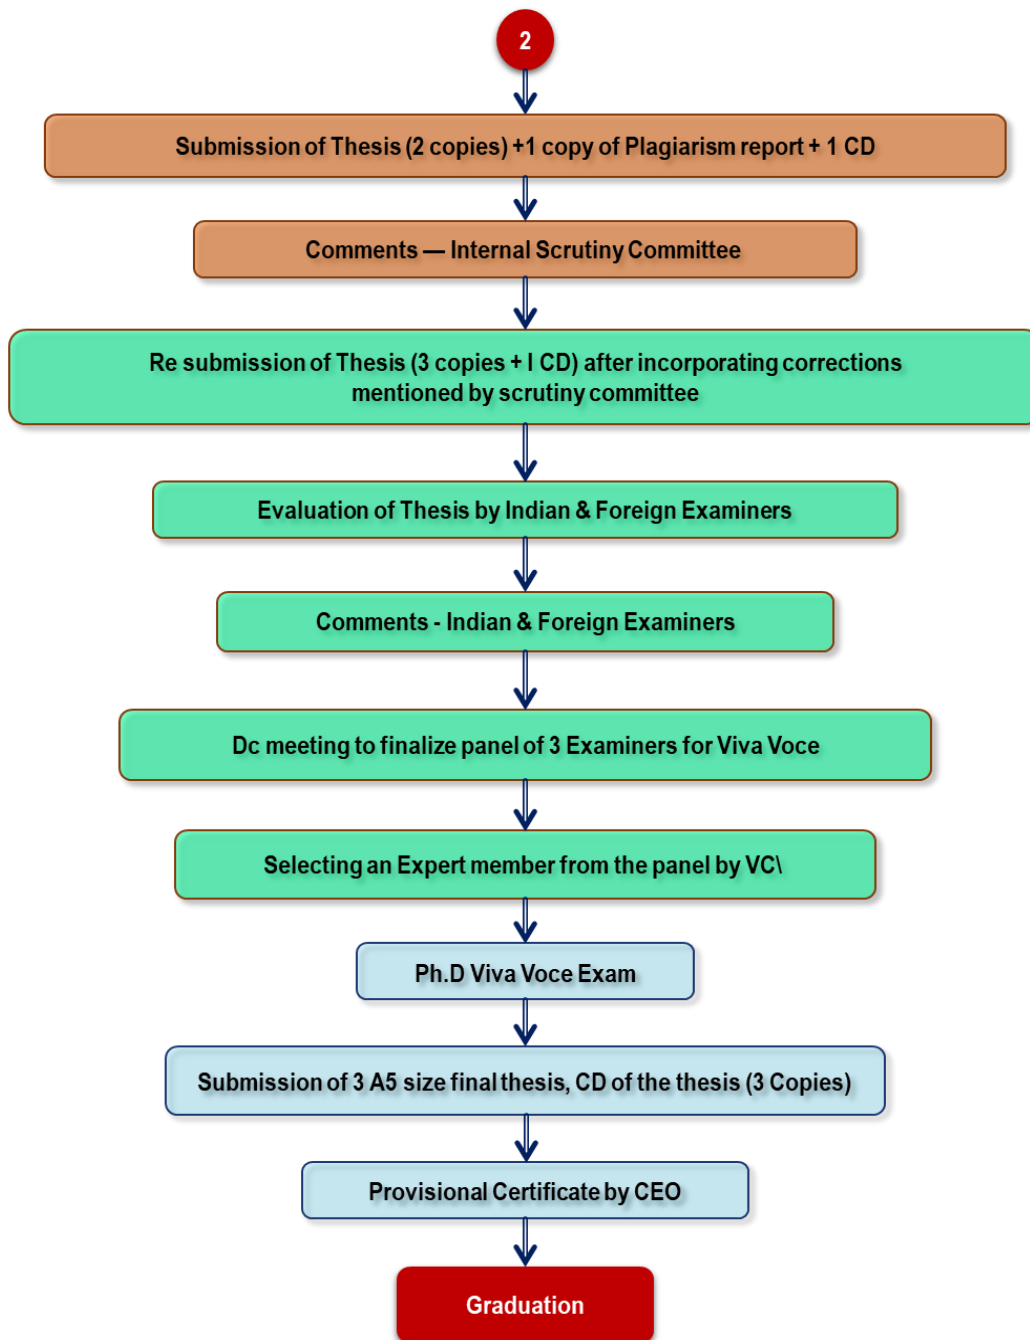 2
Submission of Thesis (2 copies) +1 copy of Plagiarism report + 1 CD
Comments — Internal Scrutiny Committee
Re submission of Thesis (3 copies + I CD) after incorporating corrections
mentioned by scrutiny committee
Evaluation of Thesis by Indian & Foreign Examiners
Comments - Indian & Foreign Examiners
Dc meeting to finalize panel of 3 Examiners for Viva Voce
Selecting an Expert member from the panel by VC\
Ph.D Viva Voce Exam
Submission of 3 A5 size final thesis, CD of the thesis (3 Copies)
Provisional Certificate by CEO
Graduation